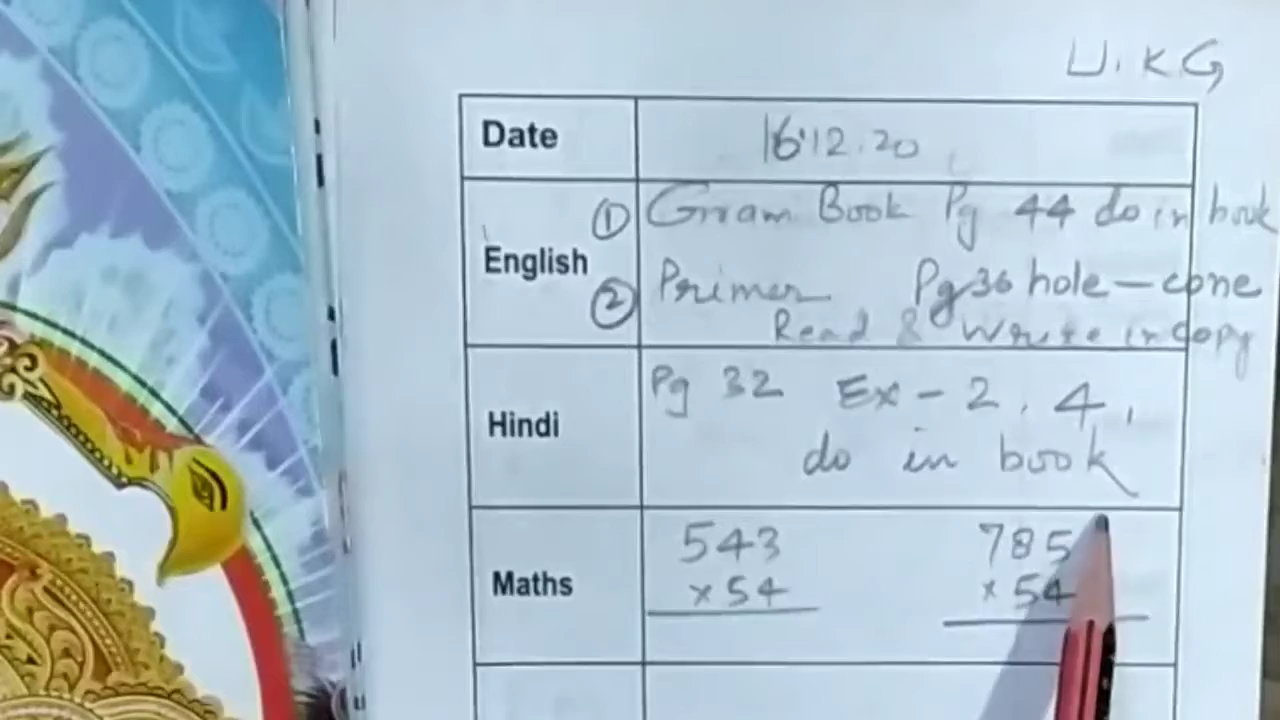 U.K.G
Date 16.12.20
English ① Gram Book Pg 44 do in book
② Primer Pg 36 hole - cone
Read & Write in copy
Hindi Pg 32 Ex - 2, 4,
do in book
Maths 543 785
× 54 × 54